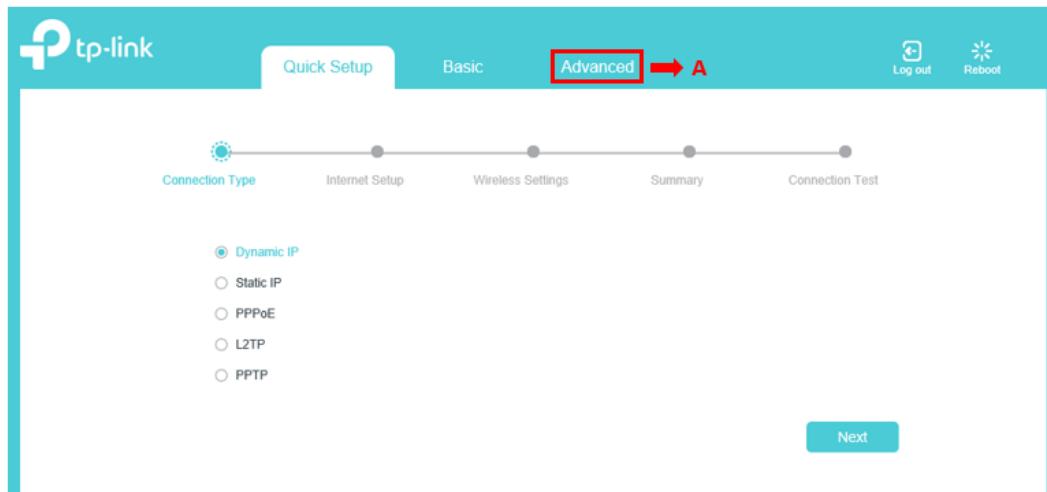 tp-link
Quick Setup Basic Advanced A Log out Reboot
Connection Type Internet Setup Wireless Settings Summary Connection Test
Dynamic IP
Static IP
PPPoE
L2TP
PPTP
Next